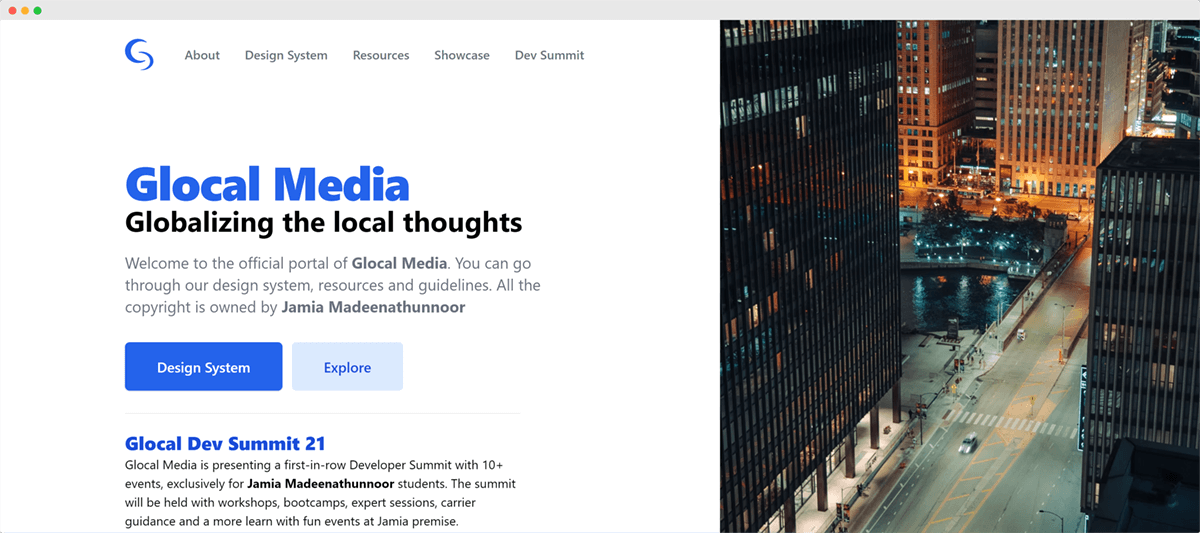 About Design System Resources Showcase Dev Summit
Glocal Media
Globalizing the local thoughts
Welcome to the official portal of Glocal Media. You can go
through our design system, resources and guidelines. All the
copyright is owned by Jamia Madeenathunnoor
Design System Explore
Glocal Dev Summit 21
Glocal Media is presenting a first-in-row Developer Summit with 10+
events, exclusively for Jamia Madeenathunnoor students. The summit
will be held with workshops, bootcamps, expert sessions, carrier
guidance and a more learn with fun events at Jamia premise.